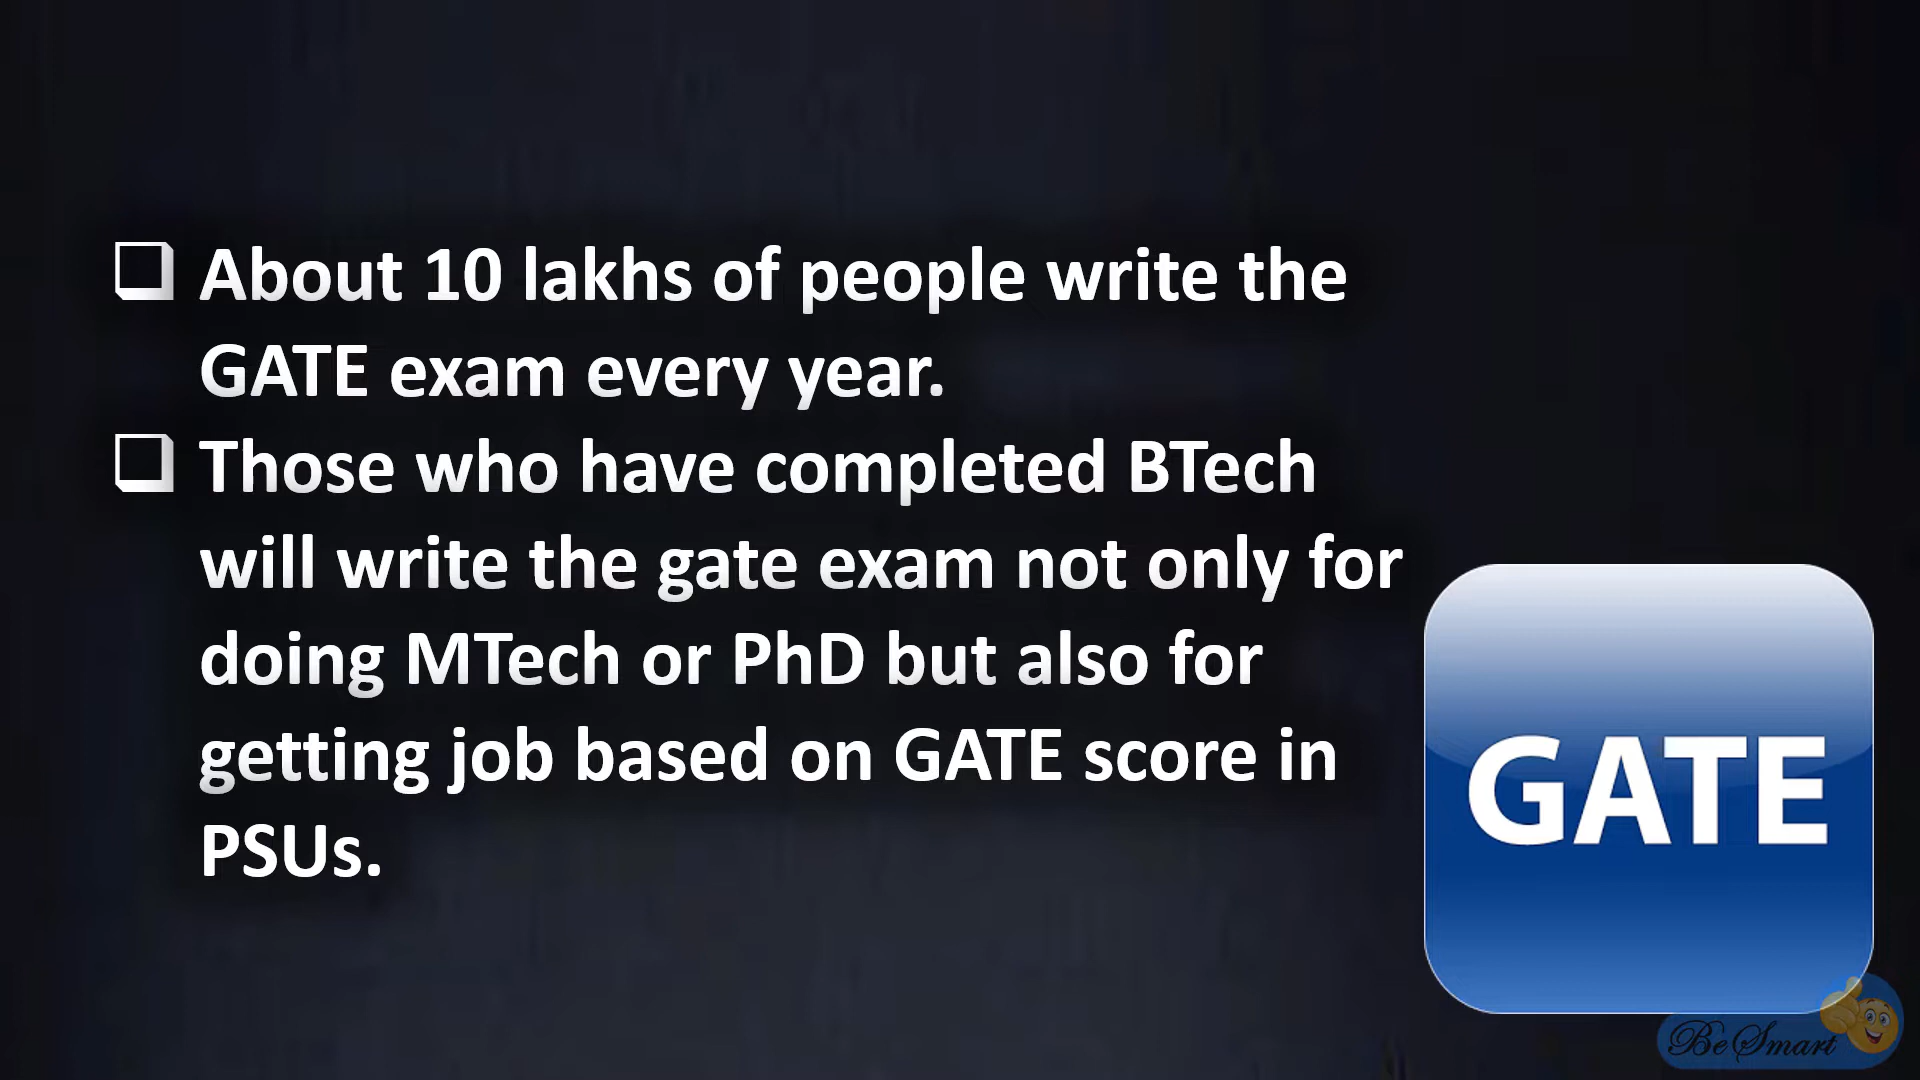 About 10 lakhs of people write the
GATE exam every year.
Those who have completed BTech
will write the gate exam not only for
doing MTech or PhD but also for
getting job based on GATE score in
PSUs.
GATE
Be Smart